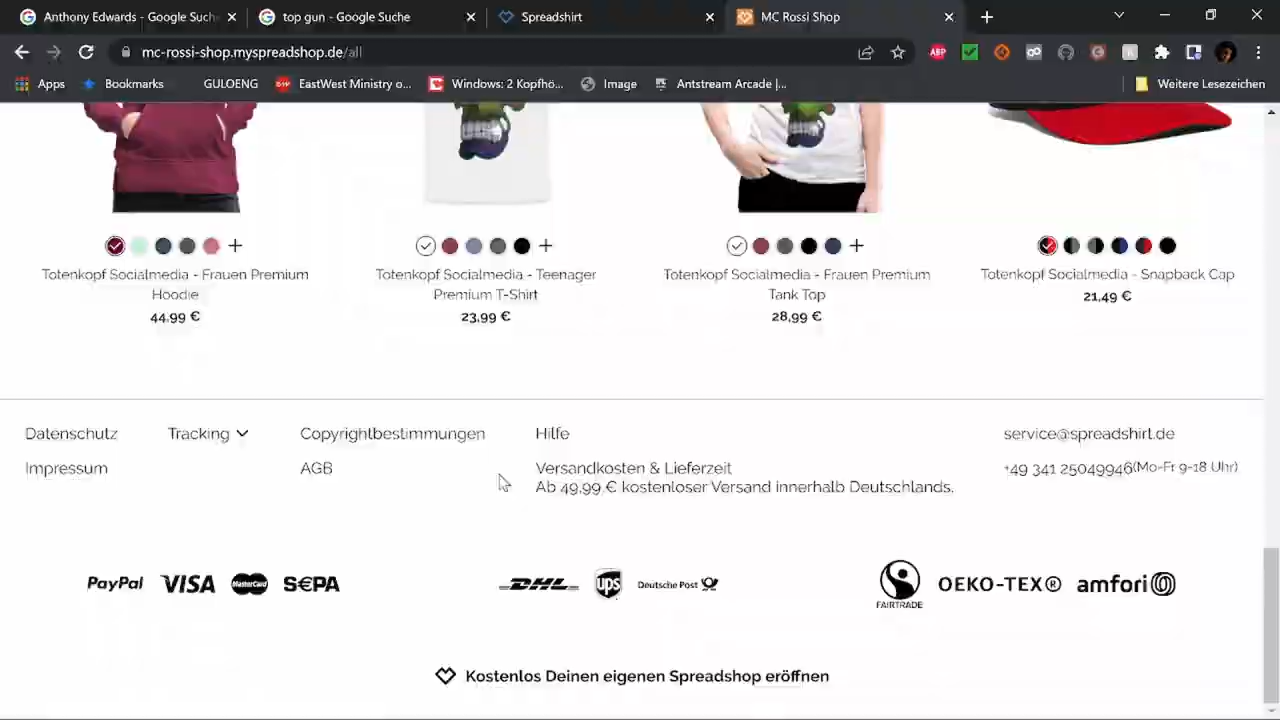 Anthony Edwards - Google Suche
top gun - Google Suche
Spreadshirt
MC Rossi Shop
mc-rossi-shop.myspreadshop.de/all
ABP
Apps
Bookmarks
GULOENG
EastWest Ministry o...
Windows: 2 Kopfho...
Image
Antstream Arcade |...
Weitere Lesezeichen
Totenkopf Socialmedia - Frauen Premium
Hoodie
44,99 €
Totenkopf Socialmedia - Teenager
Premium T-Shirt
23,99 €
Totenkopf Socialmedia - Frauen Premium
Tank Top
28,99 €
Totenkopf Socialmedia - Snapback Cap
21,49 €
Datenschutz
Tracking
Copyrightbestimmungen
Hilfe
service@spreadshirt.de
Impressum
AGB
Versandkosten & Lieferzeit
Ab 49,99 € kostenloser Versand innerhalb Deutschlands.
+49 341 25049946(Mo-Fr 9-18 Uhr)
PayPal
VISA
MasterCard
S€PA
DHL
ups
Deutsche Post
FAIRTRADE
OEKO-TEX®
amfori
Kostenlos Deinen eigenen Spreadshop eröffnen